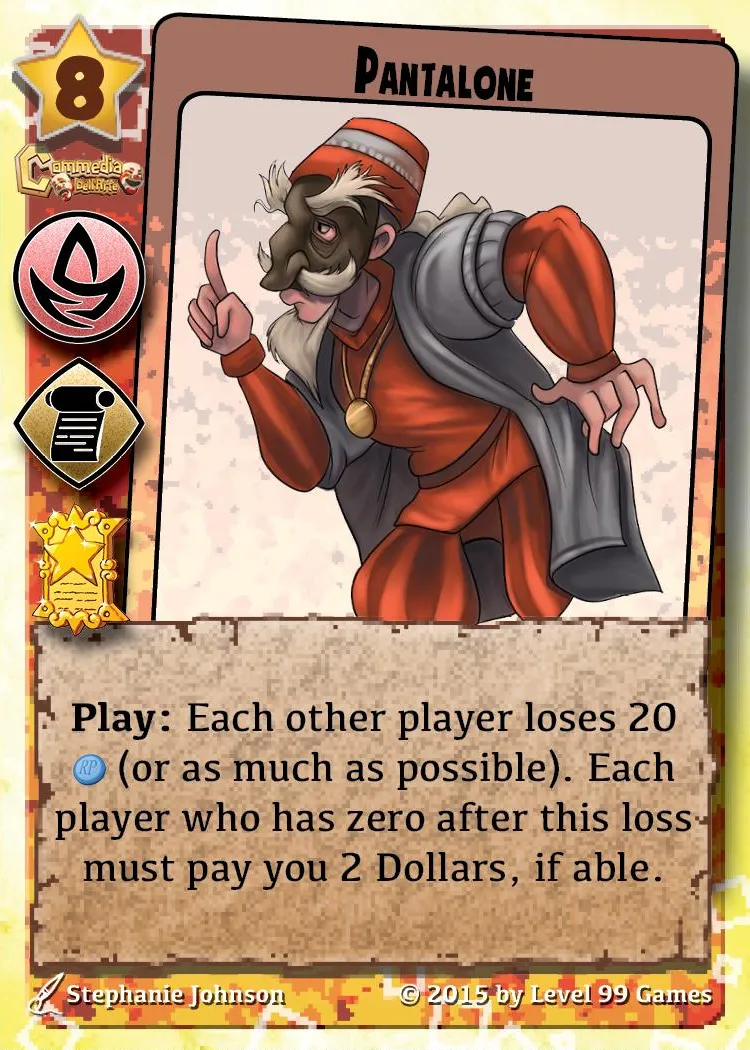 8
PANTALONE
Commedia
Dell'Arte
Play: Each other player loses 20
RP (or as much as possible). Each
player who has zero after this loss
must pay you 2 Dollars, if able.
Stephanie Johnson
© 2015 by Level 99 Games